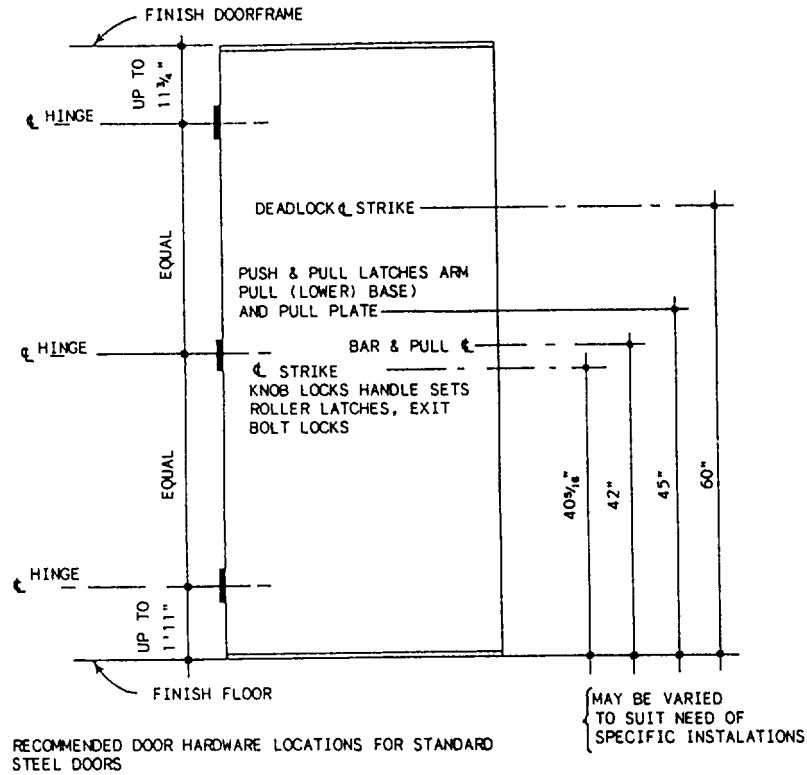 FINISH DOORFRAME
UP TO
11 3/4"
℄ HINGE
DEADLOCK ℄ STRIKE
EQUAL
PUSH & PULL LATCHES ARM
PULL (LOWER) BASE)
AND PULL PLATE
BAR & PULL ℄
℄ HINGE
℄ STRIKE
KNOB LOCKS HANDLE SETS
ROLLER LATCHES, EXIT
BOLT LOCKS
40 5/16"
42"
45"
60"
EQUAL
℄ HINGE
UP TO
1'11"
FINISH FLOOR
MAY BE VARIED
TO SUIT NEED OF
SPECIFIC INSTALATIONS
RECOMMENDED DOOR HARDWARE LOCATIONS FOR STANDARD
STEEL DOORS